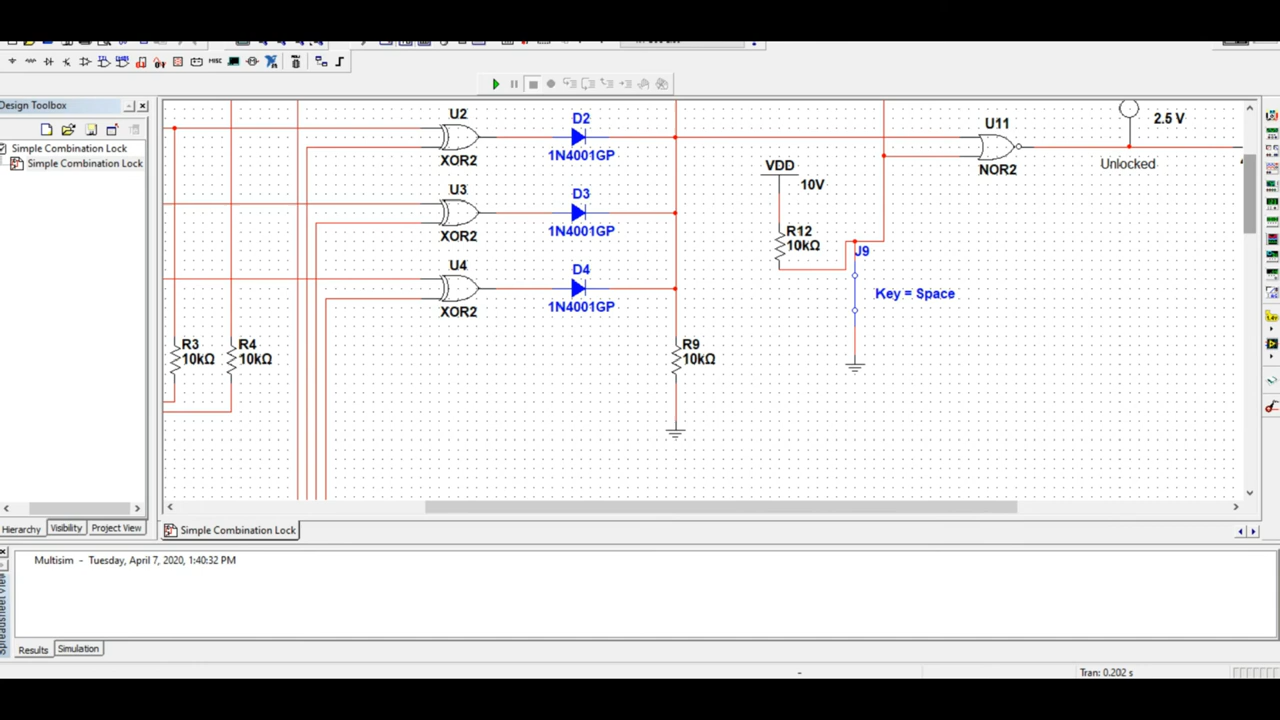 MISC
Design Toolbox
Simple Combination Lock
Simple Combination Lock
U2
XOR2
D2
1N4001GP
U3
XOR2
D3
1N4001GP
U4
XOR2
D4
1N4001GP
R3
10kΩ
R4
10kΩ
R9
10kΩ
VDD
10V
R12
10kΩ
J9
Key = Space
U11
NOR2
2.5 V
Unlocked
Hierarchy
Visibility
Project View
Simple Combination Lock
Multisim - Tuesday, April 7, 2020, 1:40:32 PM
Spreadsheet View
Results
Simulation
- Tran: 0.202 s